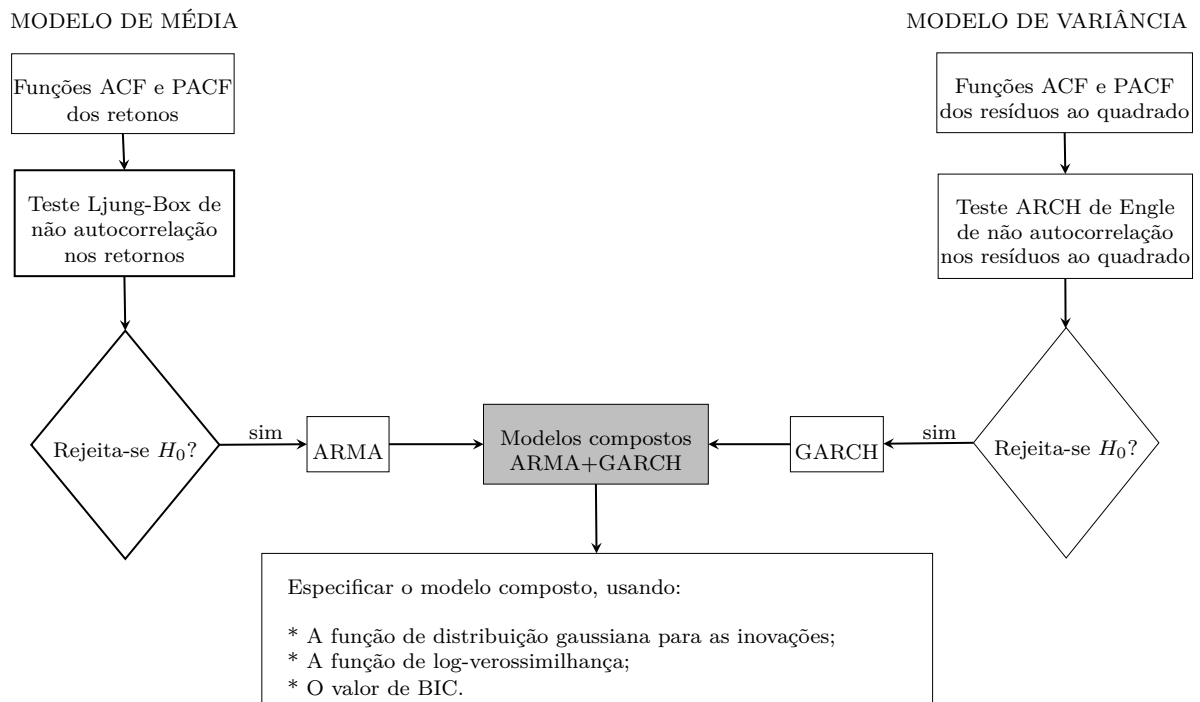 MODELO DE MÉDIA
Funções ACF e PACF
dos retonos
Teste Ljung-Box de
não autocorrelação
nos retornos
Rejeita-se H₀?
sim
ARMA
Modelos compostos
ARMA+GARCH
MODELO DE VARIÂNCIA
Funções ACF e PACF
dos resíduos ao quadrado
Teste ARCH de Engle
de não autocorrelação
nos resíduos ao quadrado
Rejeita-se H₀?
sim
GARCH
Especificar o modelo composto, usando:
* A função de distribuição gaussiana para as inovações;
* A função de log-verossimilhança;
* O valor de BIC.